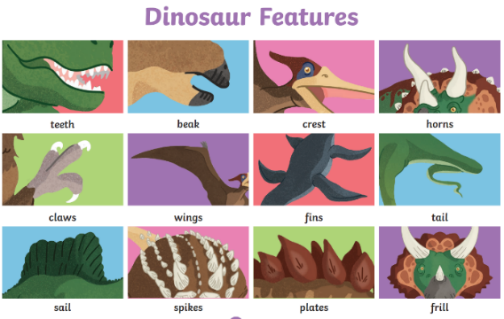 Dinosaur Features
teeth beak crest horns
claws wings fins tail
sail spikes plates frill